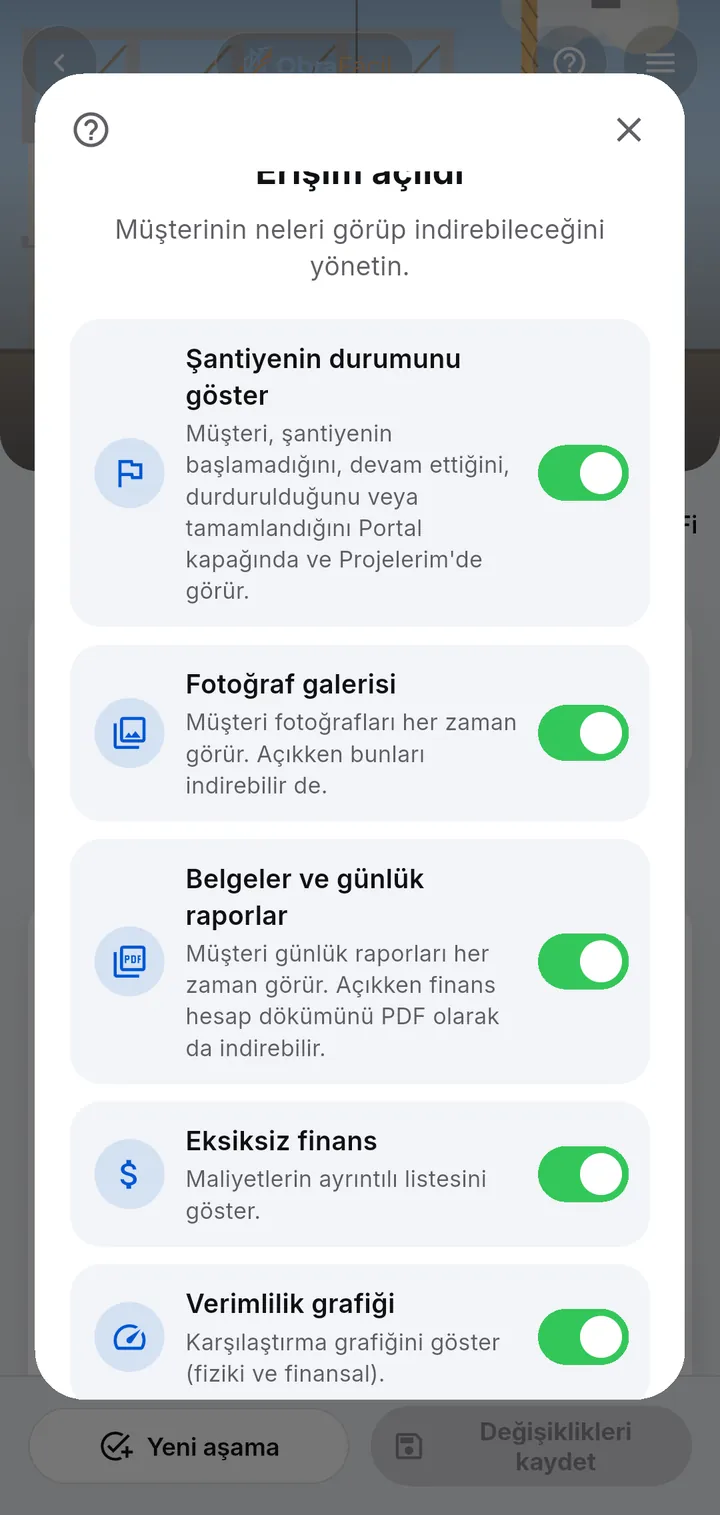 Erişim açıldı
Müşterinin neleri görüp indirebileceğini
yönetin.
Şantiyenin durumunu
göster
Müşteri, şantiyenin
başlamadığını, devam ettiğini,
durdurulduğunu veya
tamamlandığını Portal
kapağında ve Projelerim'de
görür.
Fotoğraf galerisi
Müşteri fotoğrafları her zaman
görür. Açıkken bunları
indirebilir de.
Belgeler ve günlük
raporlar
PDF
Müşteri günlük raporları her
zaman görür. Açıkken finans
hesap dökümünü PDF olarak
da indirebilir.
Eksiksiz finans
$
Maliyetlerin ayrıntılı listesini
göster.
Verimlilik grafiği
Karşılaştırma grafiğini göster
(fiziki ve finansal).
Yeni aşama
Değişiklikleri
kaydet